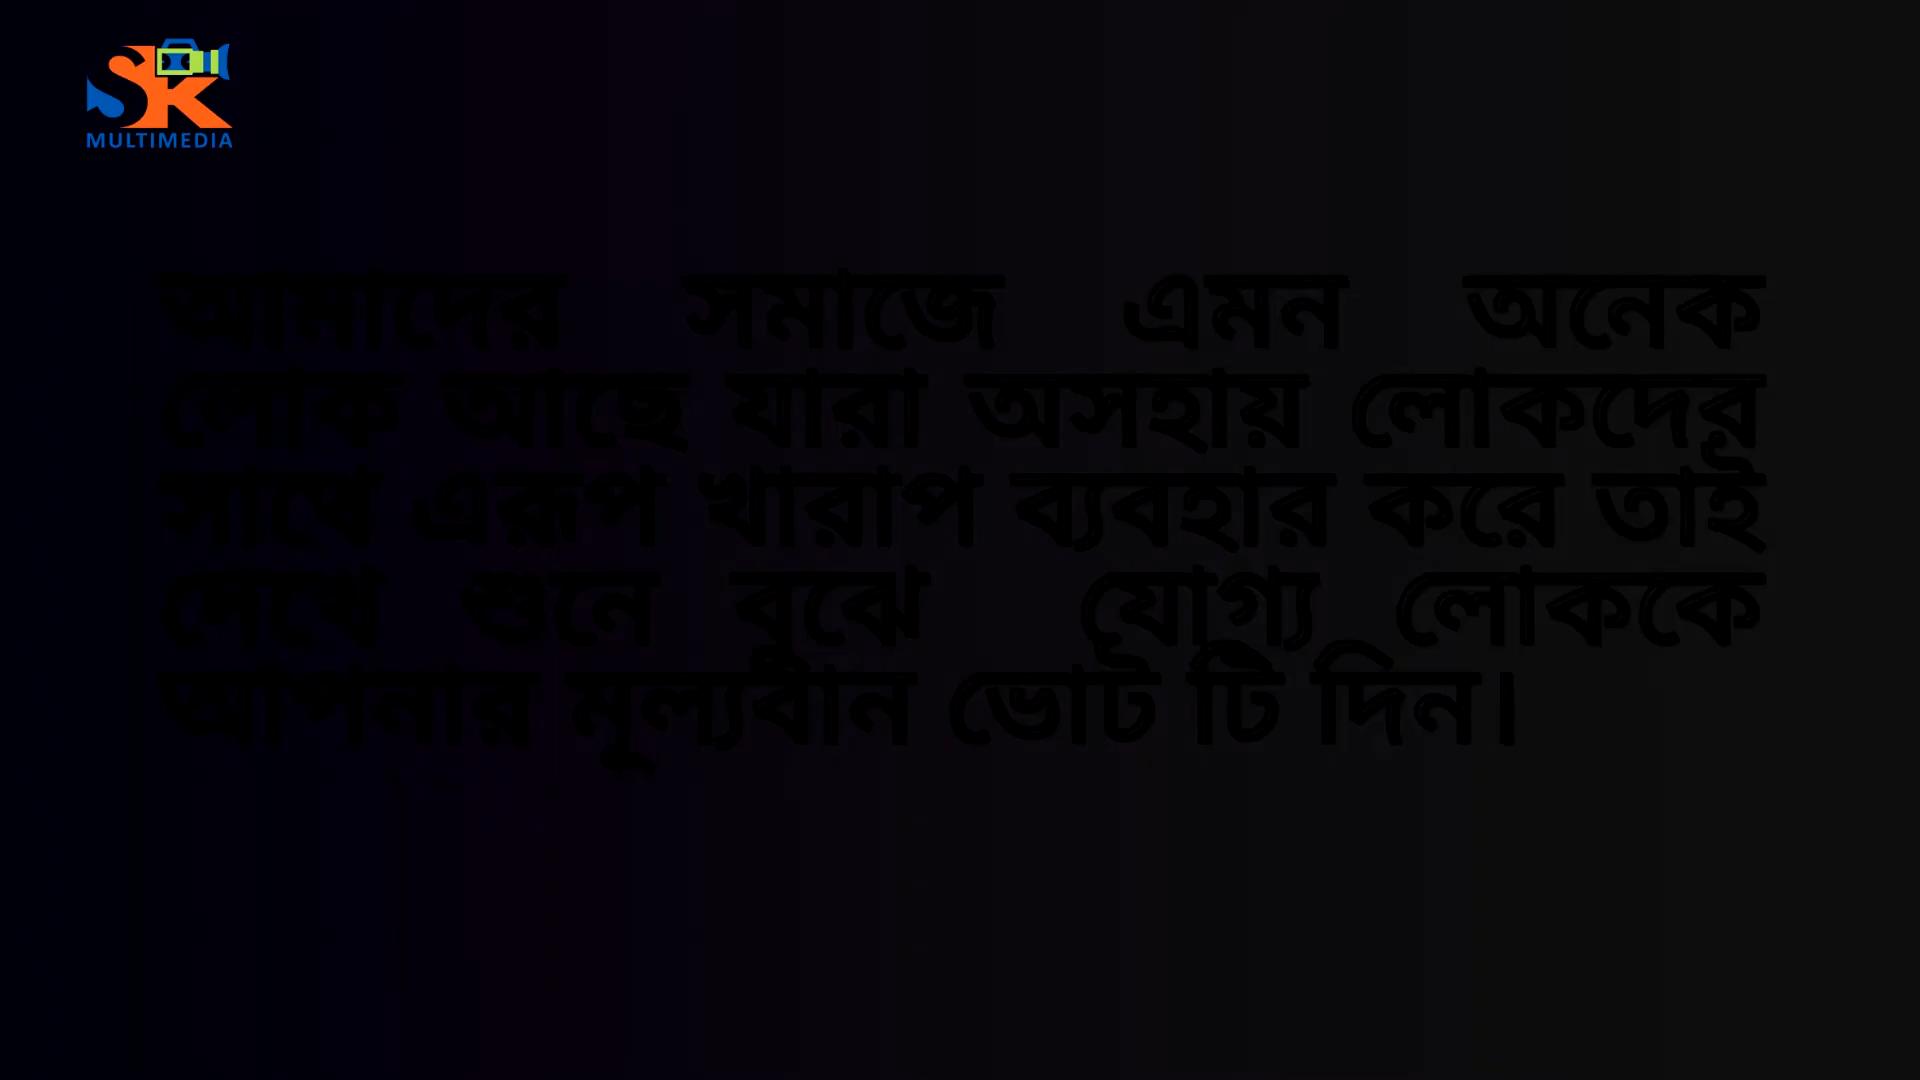 SK
MULTIMEDIA
আমাদের সমাজে এমন অনেক
লোক আছে যারা অসহায় লোকদের
সাথে এরূপ খারাপ ব্যবহার করে তাই
দেখে শুনে বুঝে যোগ্য লোককে
আপনার মূল্যবান ভোট টি দিন।